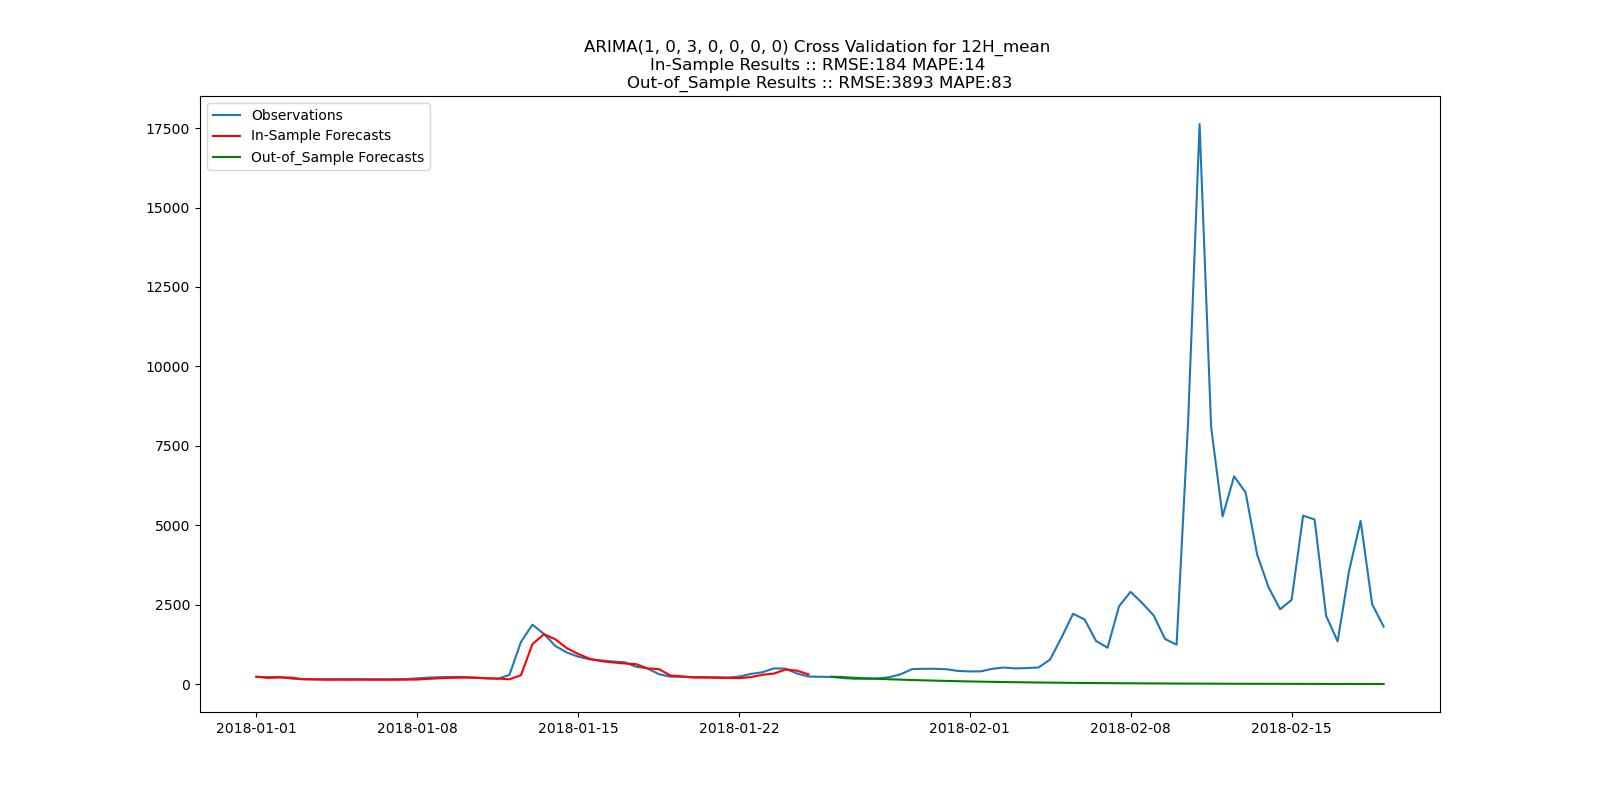 ARIMA(1, 0, 3, 0, 0, 0, 0) Cross Validation for 12H_mean
In-Sample Results :: RMSE:184 MAPE:14
Out-of_Sample Results :: RMSE:3893 MAPE:83
Observations
In-Sample Forecasts
Out-of_Sample Forecasts
17500
15000
12500
10000
7500
5000
2500
0
2018-01-01 2018-01-08 2018-01-15 2018-01-22 2018-02-01 2018-02-08 2018-02-15